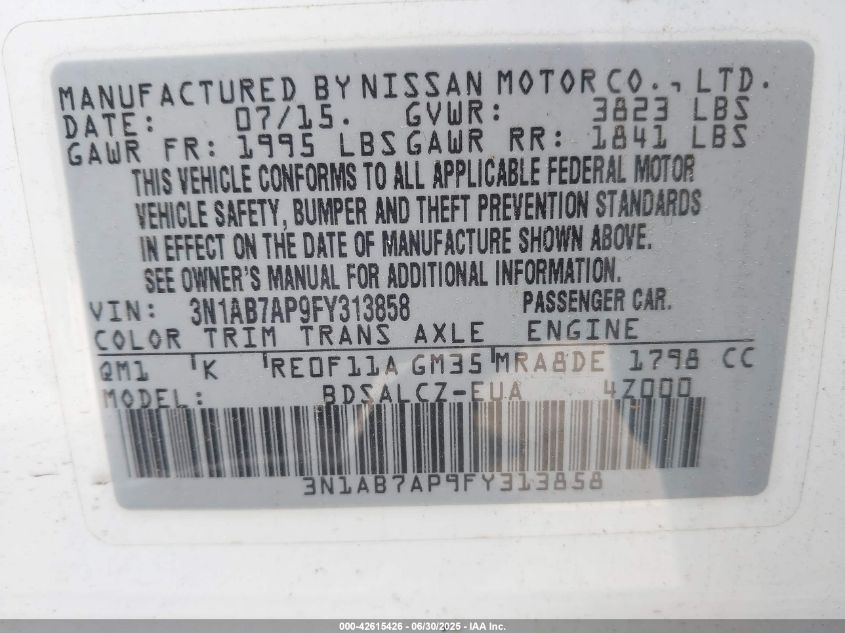 MANUFACTURED BY NISSAN MOTOR CO., LTD.
DATE: 07/15. GVWR: 3823 LBS
GAWR FR: 1995 LBS GAWR RR: 1841 LBS
THIS VEHICLE CONFORMS TO ALL APPLICABLE FEDERAL MOTOR
VEHICLE SAFETY, BUMPER AND THEFT PREVENTION STANDARDS
IN EFFECT ON THE DATE OF MANUFACTURE SHOWN ABOVE.
SEE OWNER'S MANUAL FOR ADDITIONAL INFORMATION.
VIN: 3N1AB7AP9FY313858 PASSENGER CAR.
COLOR TRIM TRANS AXLE ENGINE
QM1 'K 'RE0F11A GM35 'MRA8DE 1798 CC
MODEL: BDSALCZ-EUA 4Z000
3N1AB7AP9FY313858
000-42615426 - 06/30/2025 - IAA Inc.